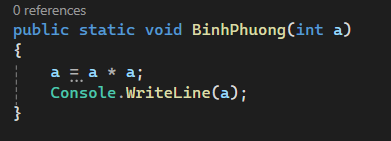 0 references
public static void BinhPhuong(int a)
{
    a = a * a;
    Console.WriteLine(a);
}